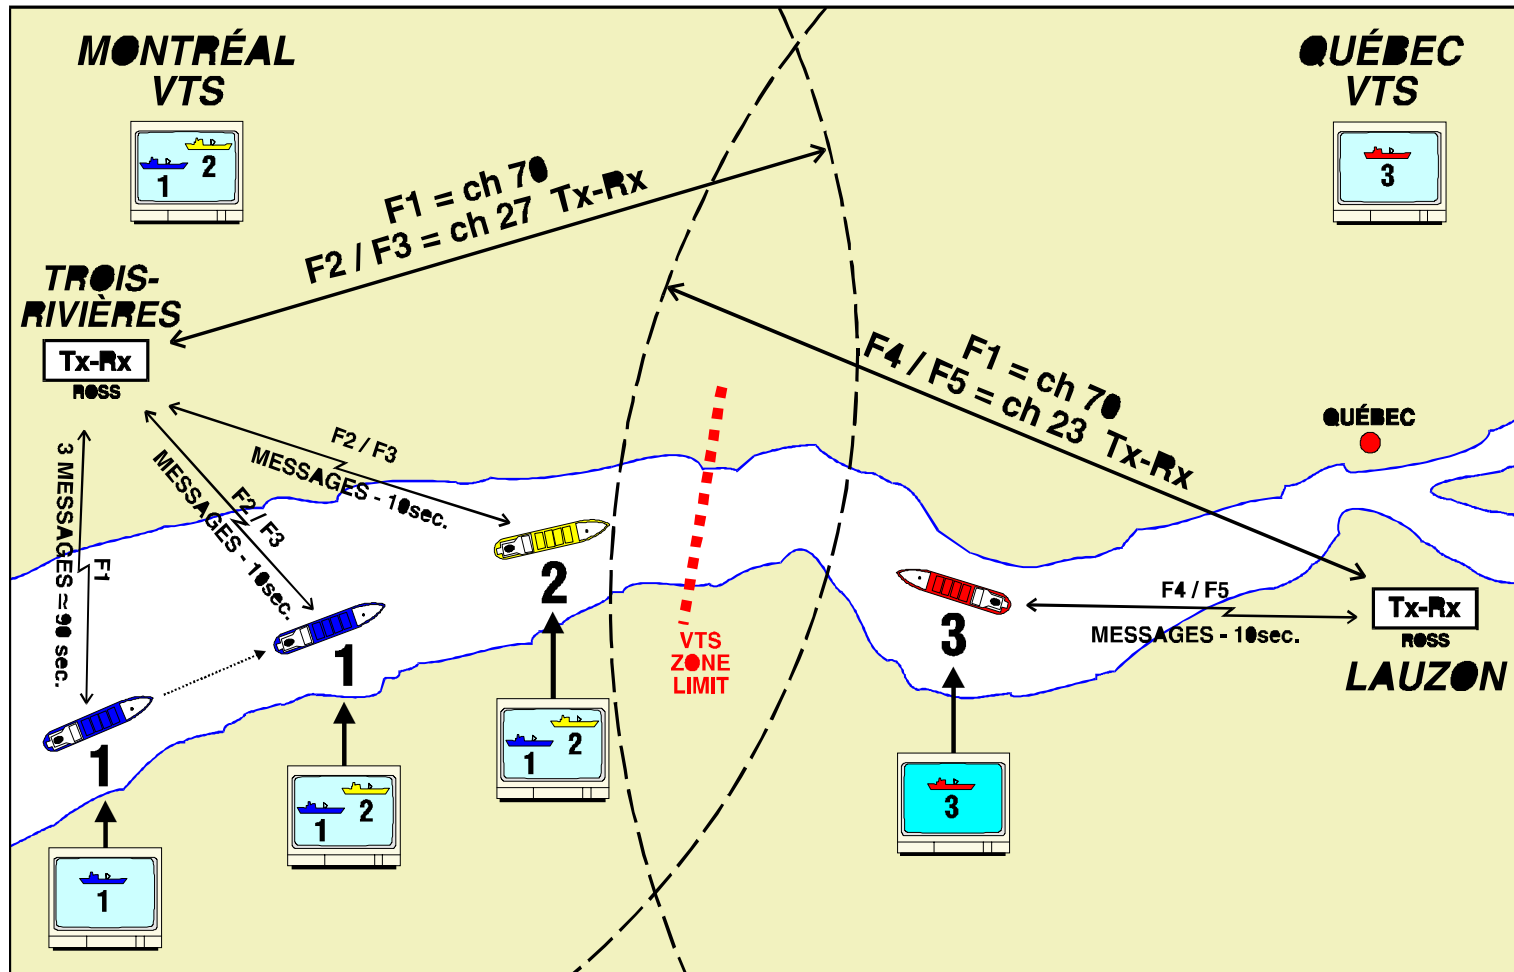 MONTRÉAL
VTS
1
2
QUÉBEC
VTS
3
F1 = ch 70
F2 / F3 = ch 27 Tx-Rx
TROIS-
RIVIÈRES
Tx-Rx
ROSS
F1 = ch 70
F4 / F5 = ch 23 Tx-Rx
QUÉBEC
F2 / F3
MESSAGES - 10sec.
F2 / F3
MESSAGES - 10sec.
F1
3 MESSAGES ≈ 90 sec.
2
1
1
VTS
ZONE
LIMIT
3
F4 / F5
MESSAGES - 10sec.
Tx-Rx
ROSS
LAUZON
1
2
1
2
3
1